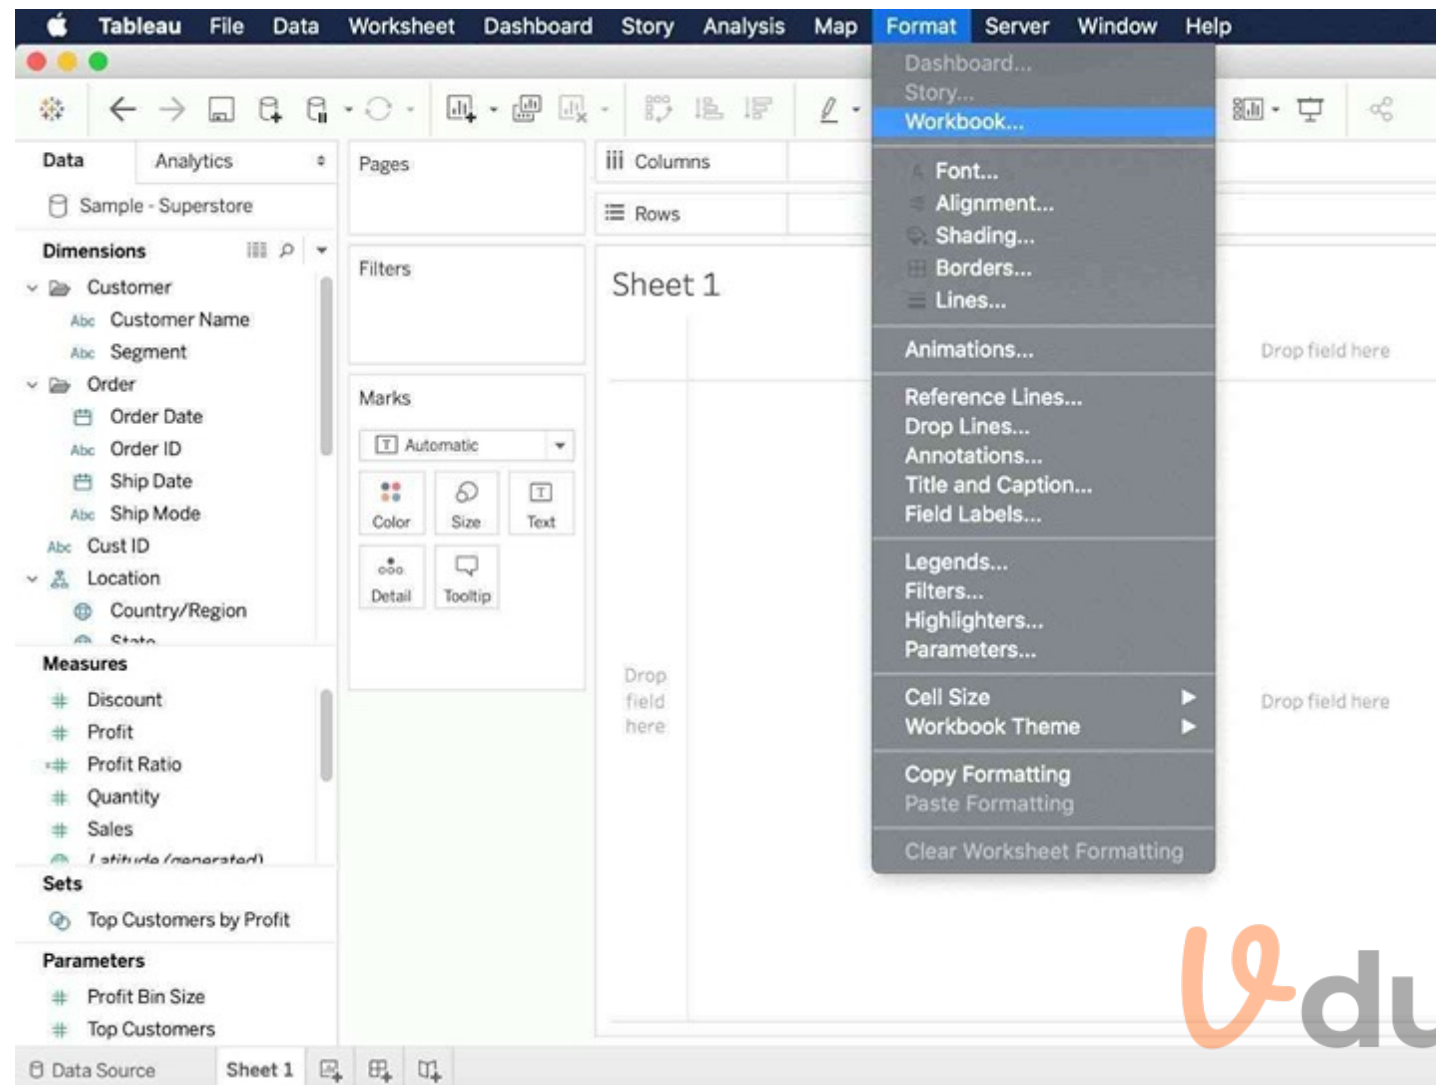 Tableau File Data Worksheet Dashboard Story Analysis Map Format Server Window Help
Data Analytics
Sample - Superstore
Dimensions
Customer
Abc Customer Name
Abc Segment
Order
Order Date
Abc Order ID
Ship Date
Abc Ship Mode
Abc Cust ID
Location
Country/Region
State
Measures
# Discount
# Profit
=# Profit Ratio
# Quantity
# Sales
Latitude (generated)
Sets
Top Customers by Profit
Parameters
# Profit Bin Size
# Top Customers
Pages
Filters
Marks
T Automatic
Color Size Text
Detail Tooltip
Columns
Rows
Sheet 1
Drop field here
Drop
field
here
Drop field here
Dashboard...
Story...
Workbook...
Font...
Alignment...
Shading...
Borders...
Lines...
Animations...
Reference Lines...
Drop Lines...
Annotations...
Title and Caption...
Field Labels...
Legends...
Filters...
Highlighters...
Parameters...
Cell Size
Workbook Theme
Copy Formatting
Paste Formatting
Clear Worksheet Formatting
Vdu
Data Source Sheet 1